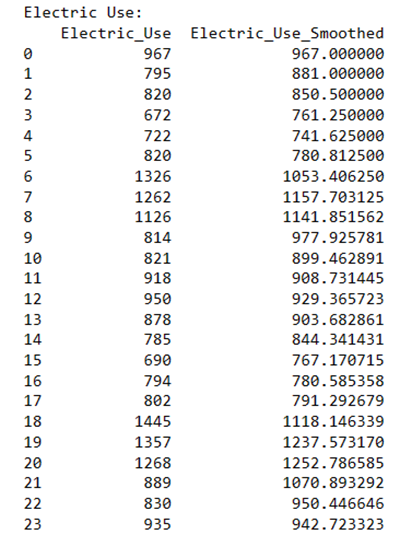 Electric Use:
Electric_Use Electric_Use_Smoothed
0 967 967.000000
1 795 881.000000
2 820 850.500000
3 672 761.250000
4 722 741.625000
5 820 780.812500
6 1326 1053.406250
7 1262 1157.703125
8 1126 1141.851562
9 814 977.925781
10 821 899.462891
11 918 908.731445
12 950 929.365723
13 878 903.682861
14 785 844.341431
15 690 767.170715
16 794 780.585358
17 802 791.292679
18 1445 1118.146339
19 1357 1237.573170
20 1268 1252.786585
21 889 1070.893292
22 830 950.446646
23 935 942.723323